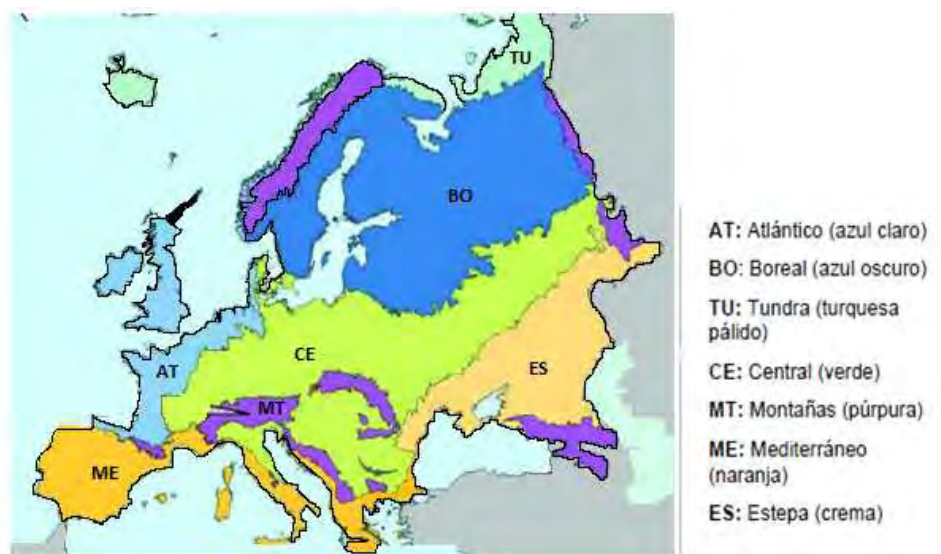 TU
BO
CE
AT
MT
ES
ME
AT: Atlántico (azul claro)
BO: Boreal (azul oscuro)
TU: Tundra (turquesa
pálido)
CE: Central (verde)
MT: Montañas (púrpura)
ME: Mediterráneo
(naranja)
ES: Estepa (crema)